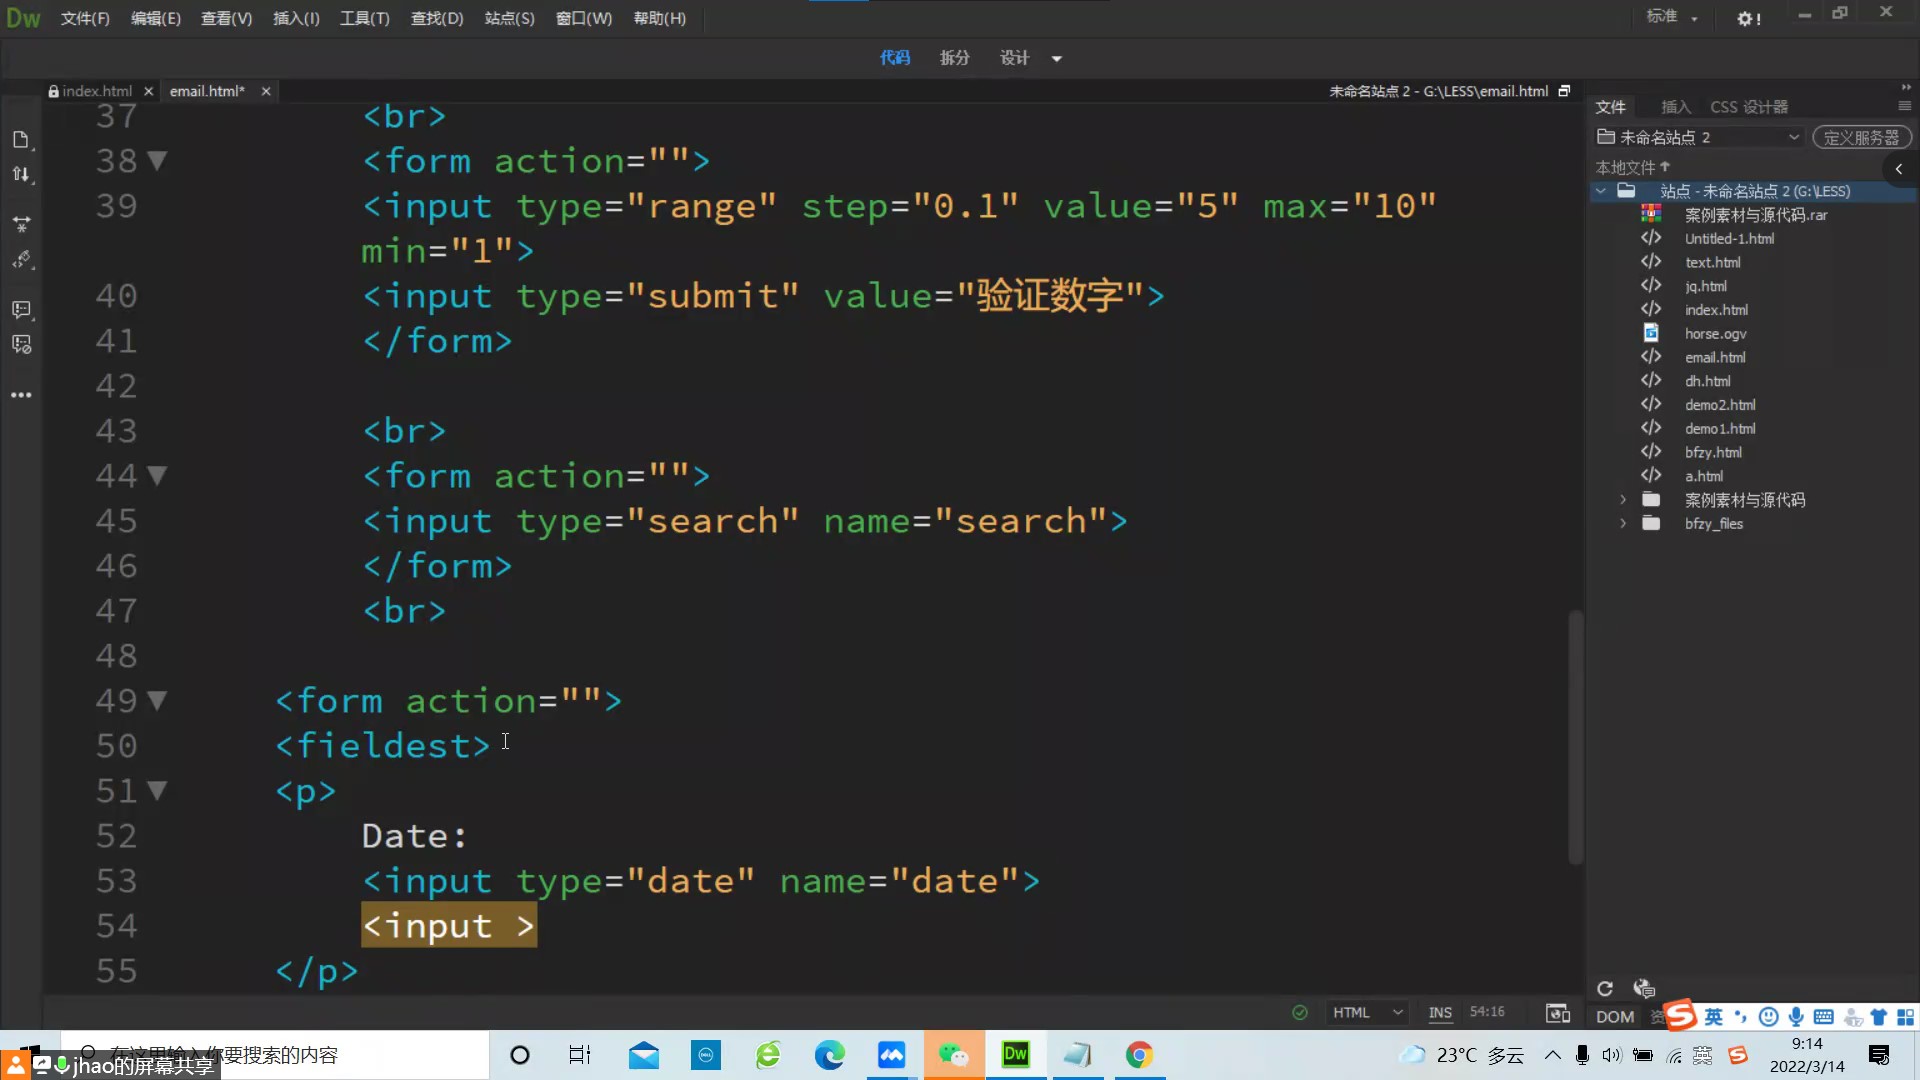 Dw 文件(F) 编辑(E) 查看(V) 插入(I) 工具(T) 查找(D) 站点(S) 窗口(W) 帮助(H) 标准
代码 拆分 设计
index.html email.html* 未命名站点 2 - G:\LESS\email.html
37 <br>
38 <form action="">
39 <input type="range" step="0.1" value="5" max="10"
min="1">
40 <input type="submit" value="验证数字">
41 </form>
42
43 <br>
44 <form action="">
45 <input type="search" name="search">
46 </form>
47 <br>
48
49 <form action="">
50 <fieldest>
51 <p>
52 Date:
53 <input type="date" name="date">
54 <input >
55 </p>
HTML INS 54:16
文件 插入 CSS 设计器
未命名站点 2 定义服务器
本地文件
站点 - 未命名站点 2 (G:\LESS)
案例素材与源代码.rar
Untitled-1.html
text.html
jq.html
index.html
horse.ogv
email.html
dh.html
demo2.html
demo1.html
bfzy.html
a.html
案例素材与源代码
bfzy_files
DOM 资 英
在这里输入你要搜索的内容
jhao的屏幕共享
Dw
23°C 多云 英 9:14
2022/3/14